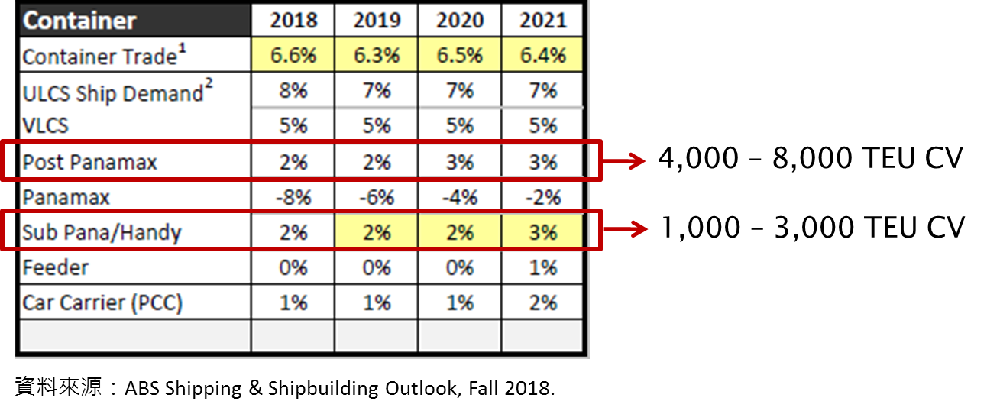 Container 2018 2019 2020 2021
Container Trade1 6.6% 6.3% 6.5% 6.4%
ULCS Ship Demand2 8% 7% 7% 7%
VLCS 5% 5% 5% 5%
Post Panamax 2% 2% 3% 3% 4,000 – 8,000 TEU CV
Panamax -8% -6% -4% -2%
Sub Pana/Handy 2% 2% 2% 3% 1,000 – 3,000 TEU CV
Feeder 0% 0% 0% 1%
Car Carrier (PCC) 1% 1% 1% 2%
資料來源：ABS Shipping & Shipbuilding Outlook, Fall 2018.